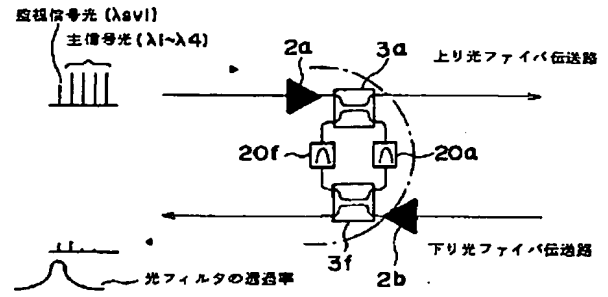 監視信号光(λsv1)
主信号光(λ1~λ4)
2a
3a
上り光ファイバ伝送路
20f
20a
3f
2b
下り光ファイバ伝送路
光フィルタの透過率